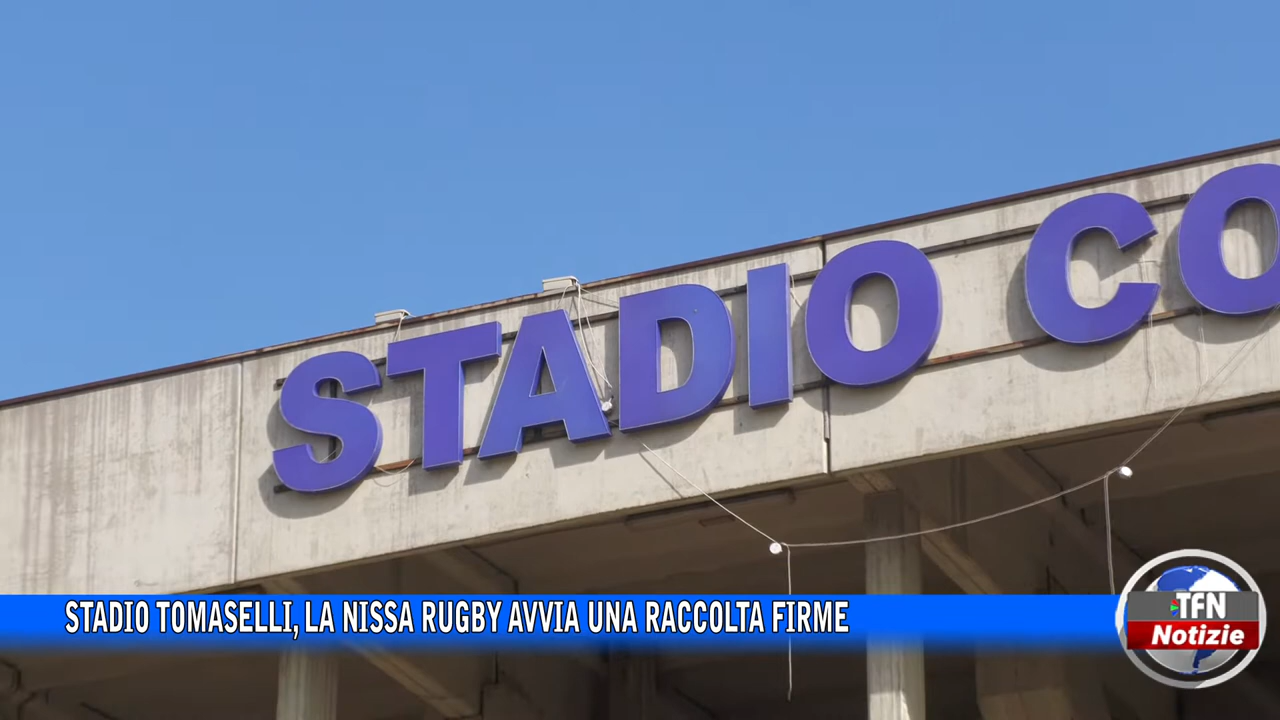 STADIO CO
STADIO TOMASELLI, LA NISSA RUGBY AVVIA UNA RACCOLTA FIRME
TFN
Notizie